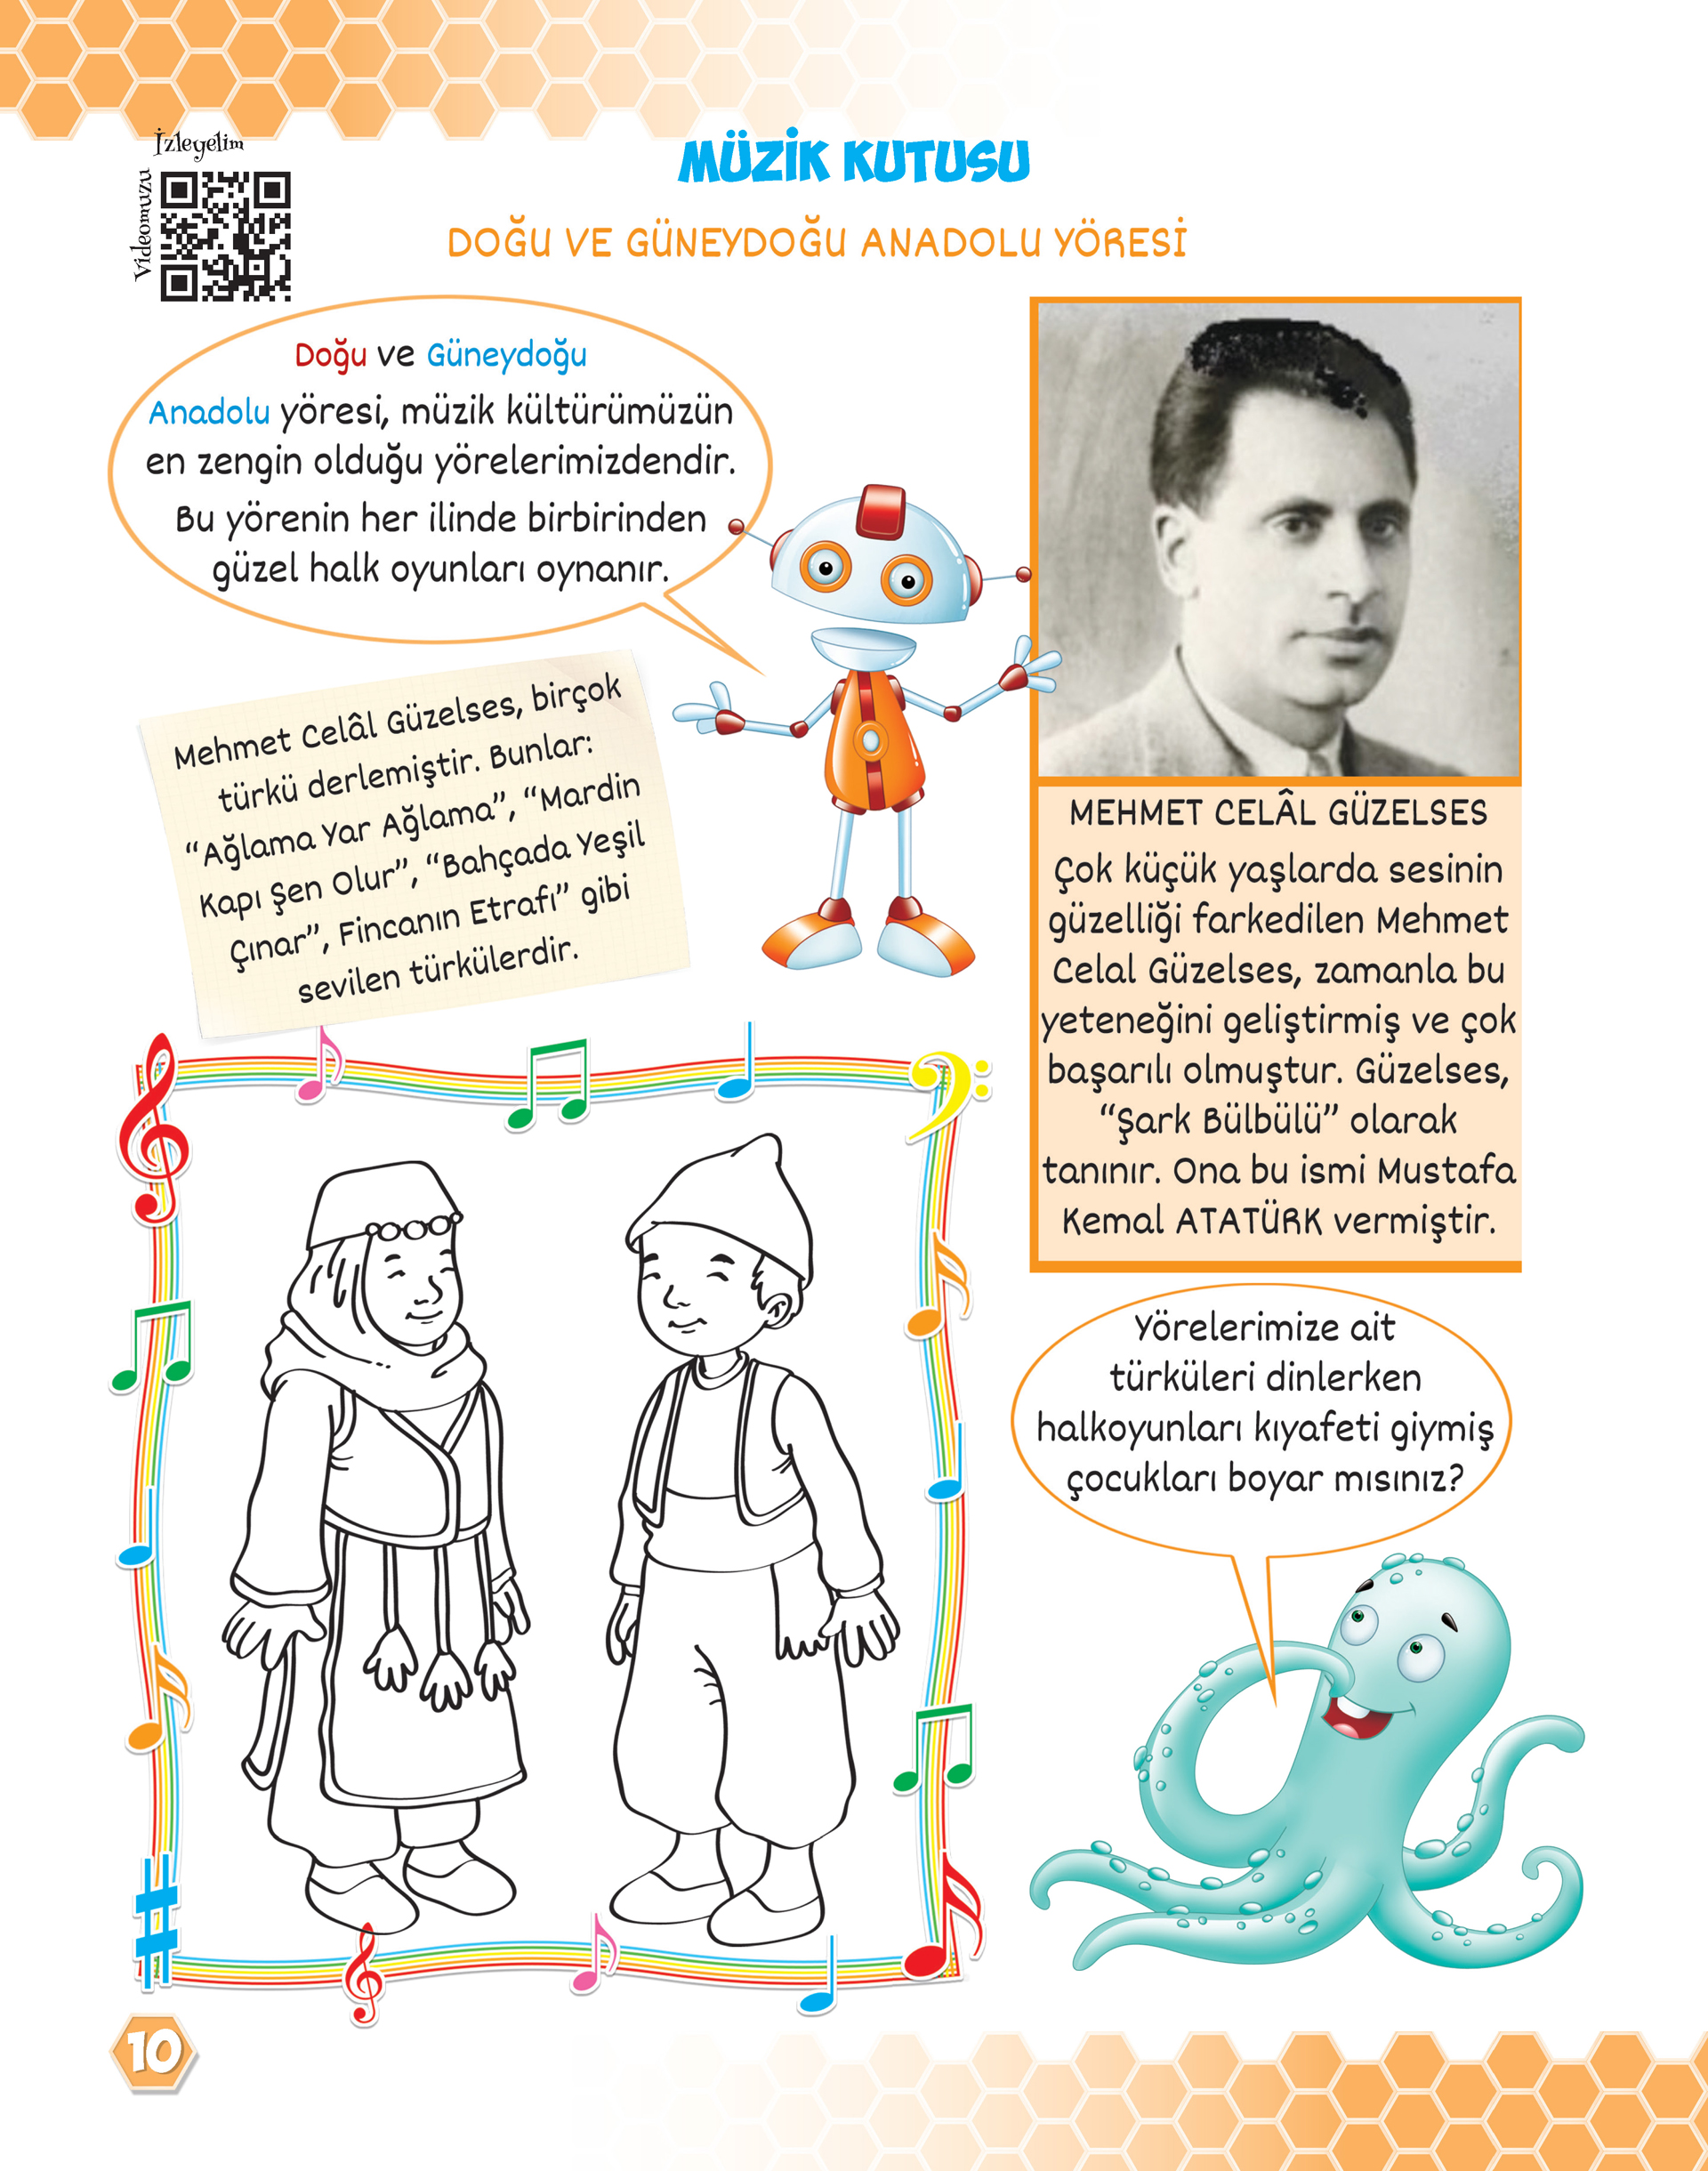 İzleyelim
Videomuzu
MÜZİK KUTUSU
DOĞU VE GÜNEYDOĞU ANADOLU YÖRESİ
Doğu ve Güneydoğu
Anadolu yöresi, müzik kültürümüzün
en zengin olduğu yörelerimizdendir.
Bu yörenin her ilinde birbirinden
güzel halk oyunları oynanır.
Mehmet Celâl Güzelses, birçok
türkü derlemiştir. Bunlar:
“Ağlama Yar Ağlama”, “Mardin
Kapı Şen Olur”, “Bahçada Yeşil
Çınar”, Fincanın Etrafı” gibi
sevilen türkülerdir.
MEHMET CELÂL GÜZELSES
Çok küçük yaşlarda sesinin
güzelliği farkedilen Mehmet
Celal Güzelses, zamanla bu
yeteneğini geliştirmiş ve çok
başarılı olmuştur. Güzelses,
“Şark Bülbülü” olarak
tanınır. Ona bu ismi Mustafa
Kemal ATATÜRK vermiştir.
Yörelerimize ait
türküleri dinlerken
halkoyunları kıyafeti giymiş
çocukları boyar mısınız?
10